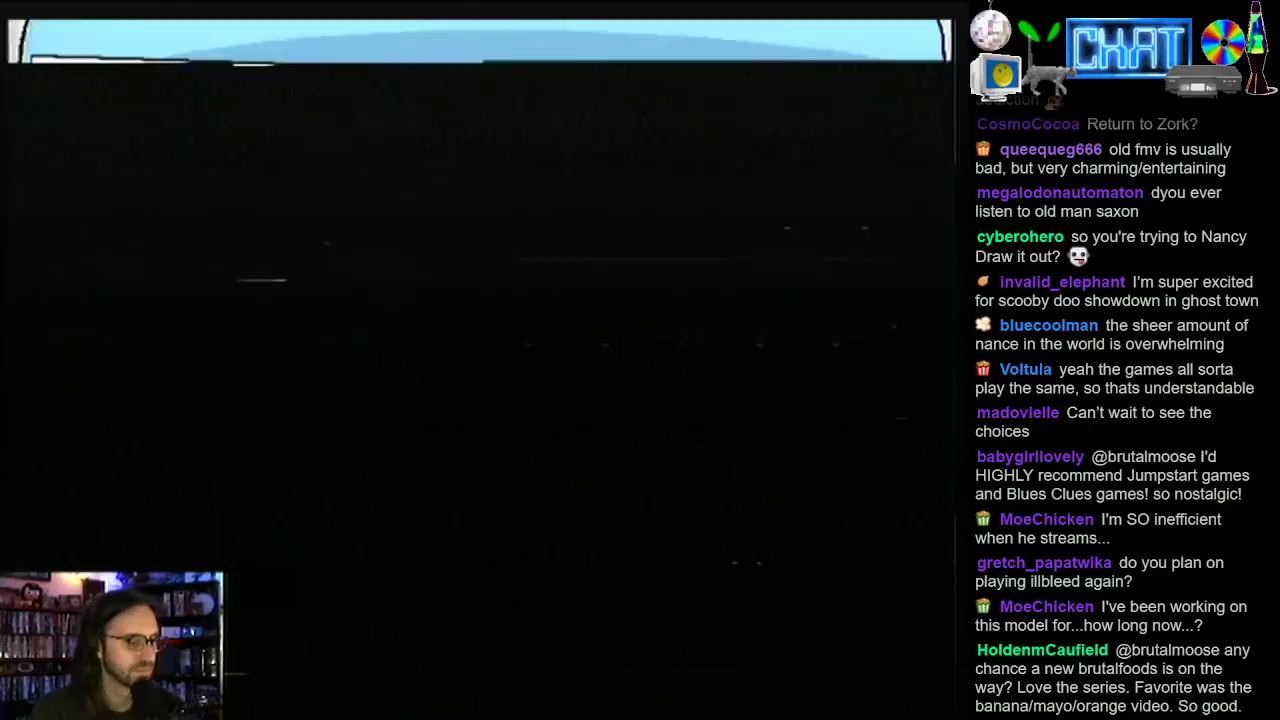 CHAT
addiction
CosmoCocoa Return to Zork?
queequeg666 old fmv is usually
bad, but very charming/entertaining
megalodonautomaton dyou ever
listen to old man saxon
cyberohero so you're trying to Nancy
Draw it out?
invalid_elephant I'm super excited
for scooby doo showdown in ghost town
bluecoolman the sheer amount of
nance in the world is overwhelming
Voltula yeah the games all sorta
play the same, so thats understandable
madovlelle Can't wait to see the
choices
babygirllovely @brutalmoose I'd
HIGHLY recommend Jumpstart games
and Blues Clues games! so nostalgic!
MoeChicken I'm SO inefficient
when he streams...
gretch_papatwika do you plan on
playing illbleed again?
MoeChicken I've been working on
this model for...how long now...?
HoldenmCaufield @brutalmoose any
chance a new brutalfoods is on the
way? Love the series. Favorite was the
banana/mayo/orange video. So good.